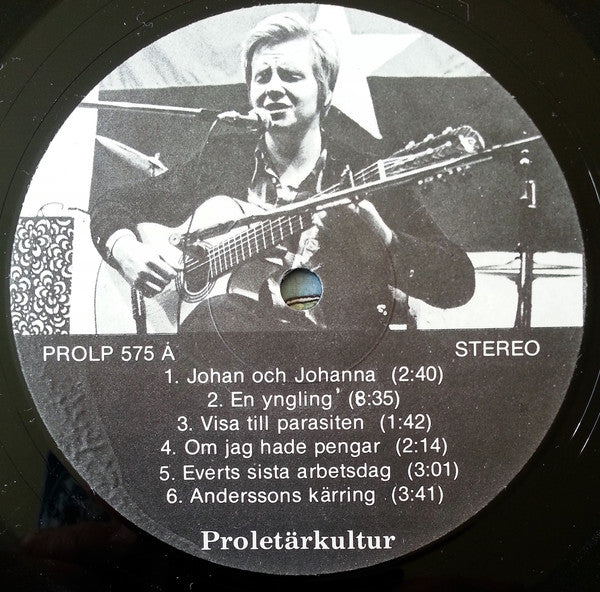 PROLP 575 A
STEREO
1. Johan och Johanna (2:40)
2. En yngling (8:35)
3. Visa till parasiten (1:42)
4. Om jag hade pengar (2:14)
5. Everts sista arbetsdag (3:01)
6. Anderssons kärring (3:41)
Proletärkultur